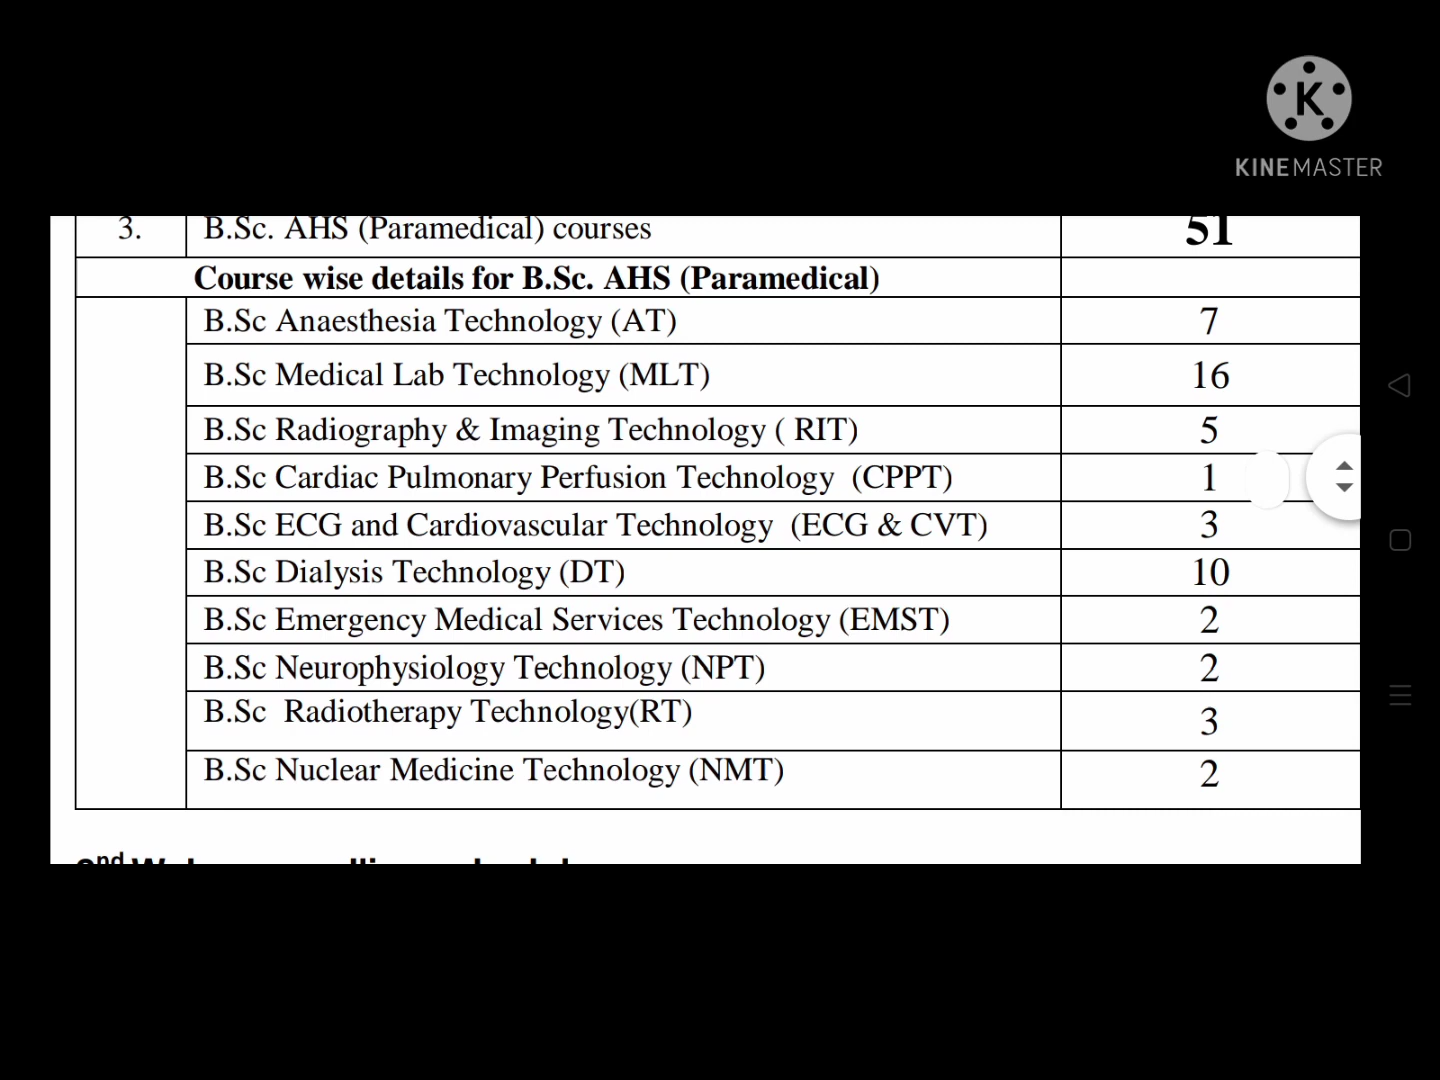 K
KINEMASTER
3. B.Sc. AHS (Paramedical) courses 51
Course wise details for B.Sc. AHS (Paramedical)
B.Sc Anaesthesia Technology (AT) 7
B.Sc Medical Lab Technology (MLT) 16
B.Sc Radiography & Imaging Technology ( RIT) 5
B.Sc Cardiac Pulmonary Perfusion Technology (CPPT) 1
B.Sc ECG and Cardiovascular Technology (ECG & CVT) 3
B.Sc Dialysis Technology (DT) 10
B.Sc Emergency Medical Services Technology (EMST) 2
B.Sc Neurophysiology Technology (NPT) 2
B.Sc Radiotherapy Technology(RT) 3
B.Sc Nuclear Medicine Technology (NMT) 2